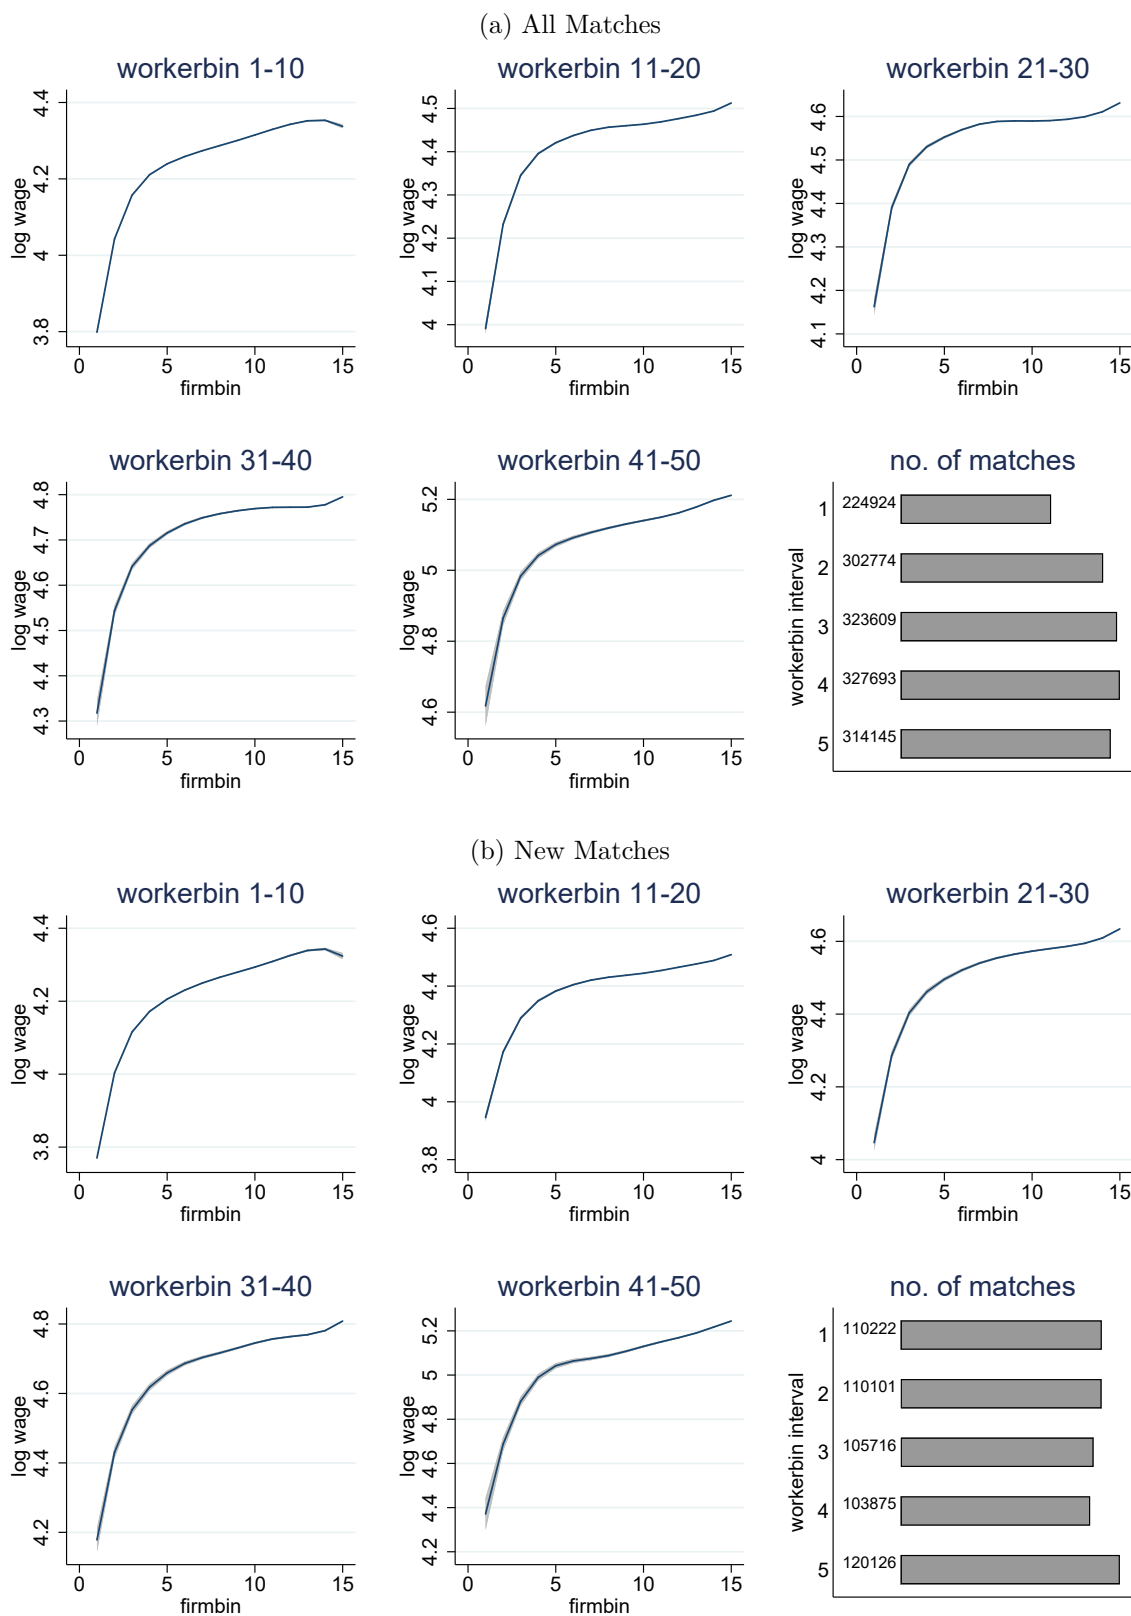 (a) All Matches
workerbin 1-10
workerbin 11-20
workerbin 21-30
log wage
4.4
4.2
4
3.8
0 5 10 15
firmbin
log wage
4.5
4.4
4.3
4.2
4.1
4
0 5 10 15
firmbin
log wage
4.6
4.5
4.4
4.3
4.2
4.1
0 5 10 15
firmbin
workerbin 31-40
workerbin 41-50
no. of matches
log wage
4.8
4.7
4.6
4.5
4.4
4.3
0 5 10 15
firmbin
log wage
5.2
5
4.8
4.6
0 5 10 15
firmbin
workerbin interval
1 224924
2 302774
3 323609
4 327693
5 314145
(b) New Matches
workerbin 1-10
workerbin 11-20
workerbin 21-30
log wage
4.4
4.2
4
3.8
0 5 10 15
firmbin
log wage
4.6
4.4
4.2
4
3.8
0 5 10 15
firmbin
log wage
4.6
4.4
4.2
4
0 5 10 15
firmbin
workerbin 31-40
workerbin 41-50
no. of matches
log wage
4.8
4.6
4.4
4.2
0 5 10 15
firmbin
log wage
5.2
5
4.8
4.6
4.4
4.2
0 5 10 15
firmbin
workerbin interval
1 110222
2 110101
3 105716
4 103875
5 120126